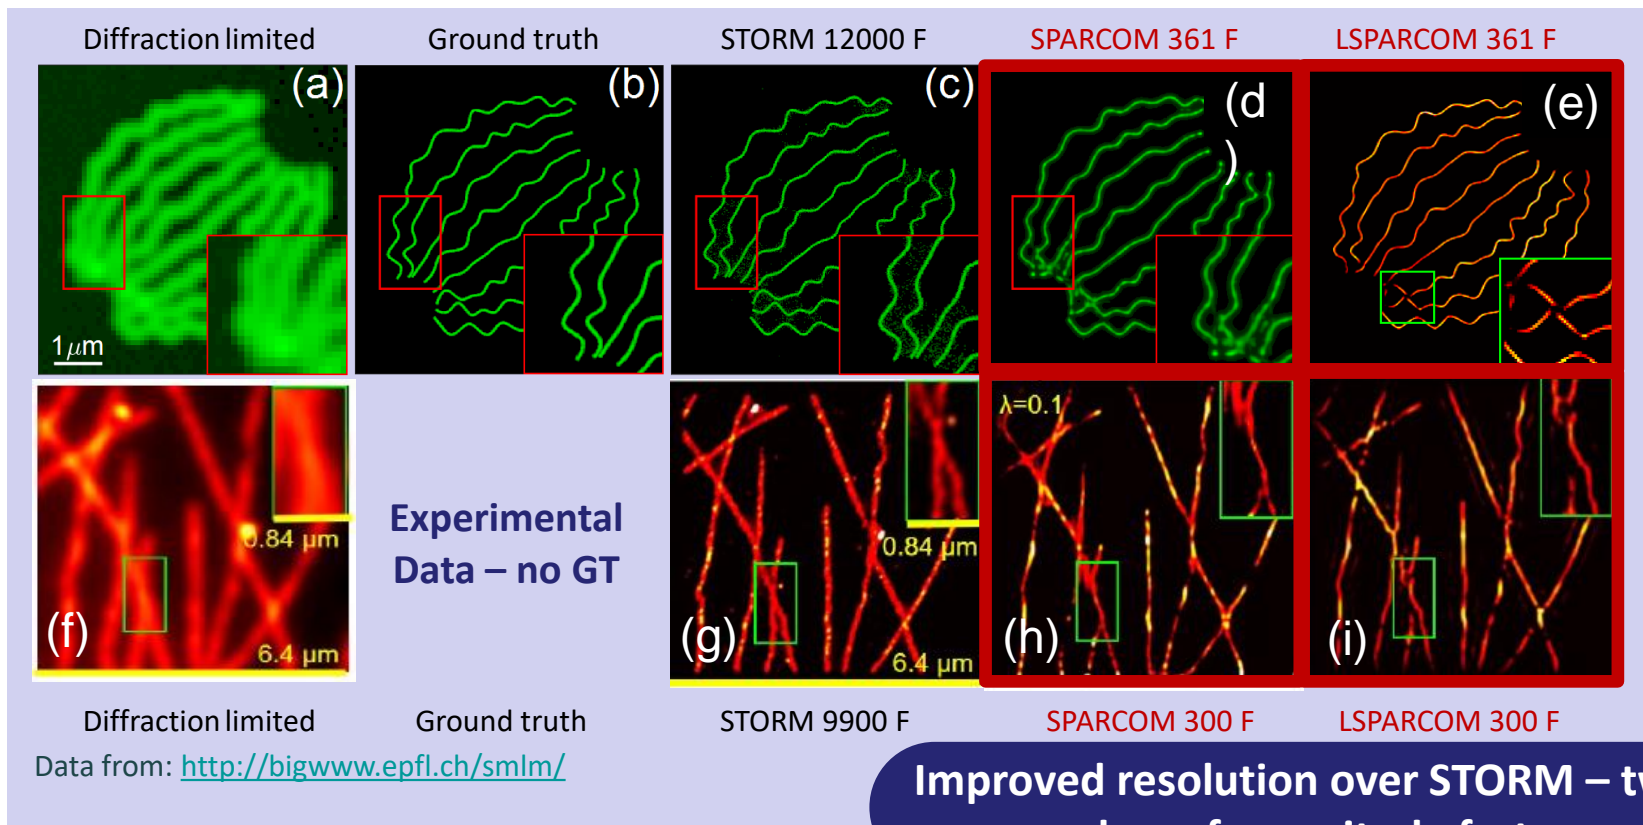 Diffraction limited
Ground truth
STORM 12000 F
SPARCOM 361 F
LSPARCOM 361 F
(a)
(b)
(c)
(d
)
(e)
1μm
λ=0.1
Experimental
Data – no GT
0.84 μm
0.84 μm
(f)
(g)
(h)
(i)
6.4 μm
6.4 μm
Diffraction limited
Ground truth
STORM 9900 F
SPARCOM 300 F
LSPARCOM 300 F
Data from: http://bigwww.epfl.ch/smlm/
Improved resolution over STORM –